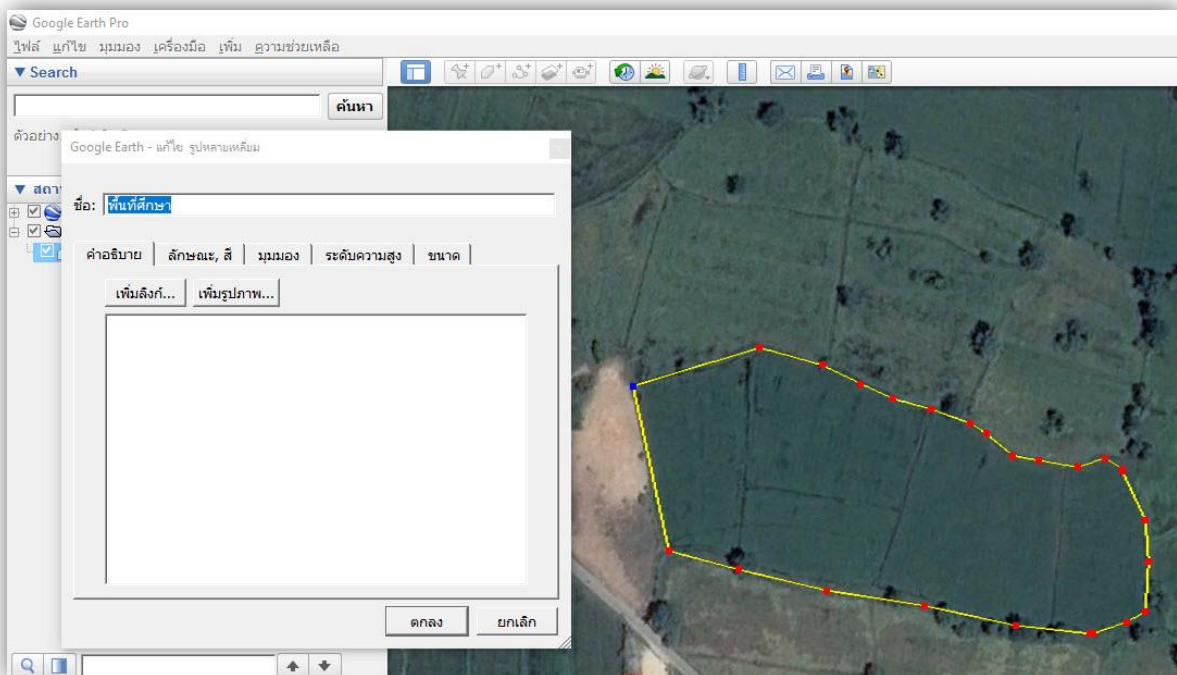 Google Earth Pro
ไฟล์ แก้ไข มุมมอง เครื่องมือ เพิ่ม ความช่วยเหลือ
Search
ค้นหา
ตัวอย่าง
Google Earth - แก้ไข รูปหลายเหลี่ยม
ชื่อ: พื้นที่ศึกษา
คำอธิบาย ลักษณะ, สี มุมมอง ระดับความสูง ขนาด
เพิ่มลิงก์... เพิ่มรูปภาพ...
ตกลง ยกเลิก